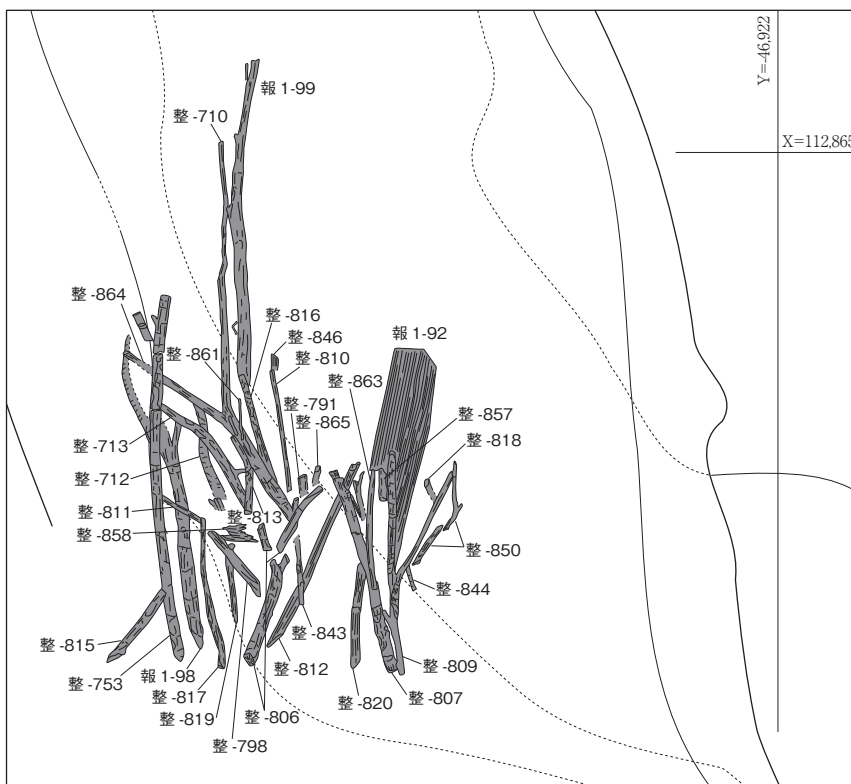 Y=-46,922
報 1-99
整 -710
X=112,865
整 -864
整 -816
整 -846
報 1-92
整 -861
整 -810
整 -863
整 -791
整 -865
整 -857
整 -818
整 -713
整 -712
整 -811
整 -813
整 -858
整 -850
整 -844
整 -815
整 -843
整 -809
整 -753
報 1-98
整 -812
整 -817
整 -807
整 -820
整 -819
整 -806
整 -798